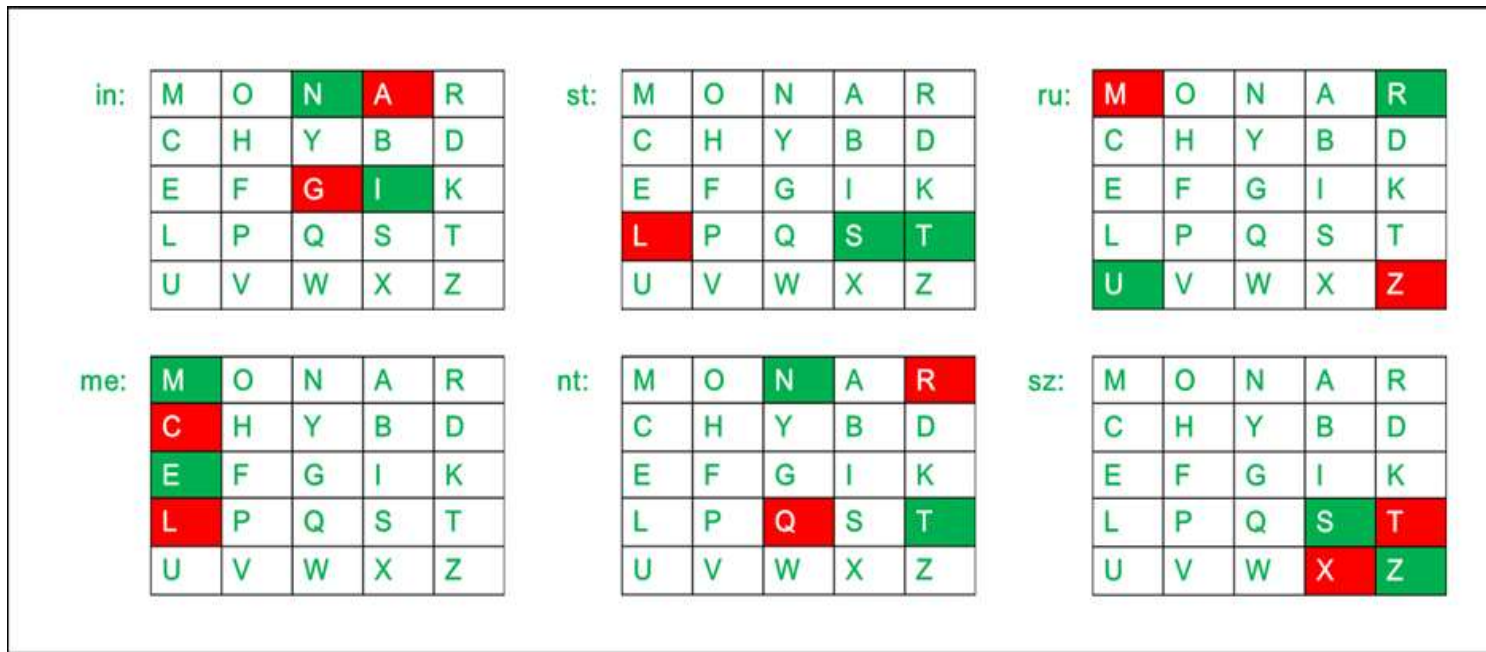 in: M O N A R st: M O N A R ru: M O N A R
C H Y B D C H Y B D C H Y B D
E F G I K E F G I K E F G I K
L P Q S T L P Q S T L P Q S T
U V W X Z U V W X Z U V W X Z
me: M O N A R nt: M O N A R sz: M O N A R
C H Y B D C H Y B D C H Y B D
E F G I K E F G I K E F G I K
L P Q S T L P Q S T L P Q S T
U V W X Z U V W X Z U V W X Z